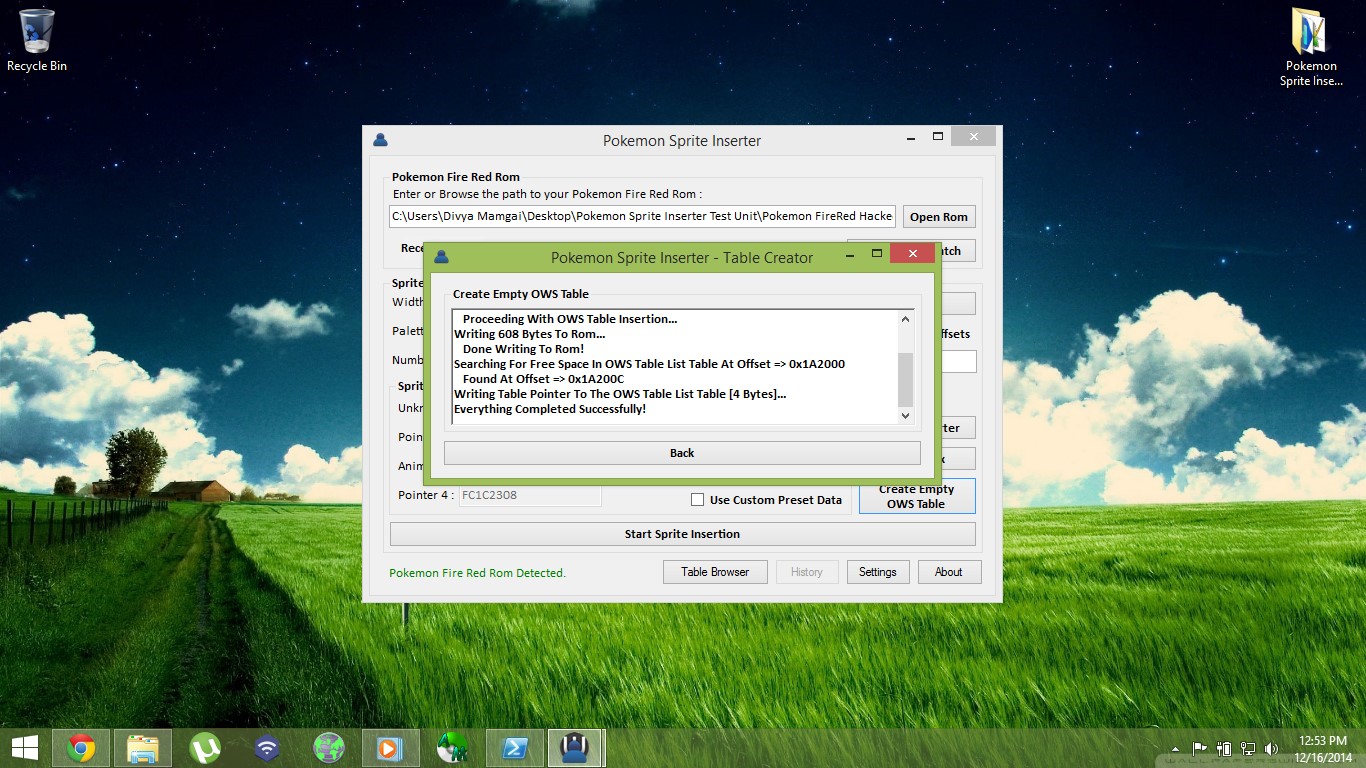 Recycle Bin
Pokemon
Sprite Inse...
Pokemon Sprite Inserter
Pokemon Fire Red Rom
Enter or Browse the path to your Pokemon Fire Red Rom :
C:\Users\Divya Mamgai\Desktop\Pokemon Sprite Inserter Test Unit\Pokemon FireRed Hacke
Open Rom
Pokemon Sprite Inserter - Table Creator
Create Empty OWS Table
Proceeding With OWS Table Insertion...
Writing 608 Bytes To Rom...
Done Writing To Rom!
Searching For Free Space In OWS Table List Table At Offset => 0x1A2000
Found At Offset => 0x1A200C
Writing Table Pointer To The OWS Table List Table [4 Bytes]...
Everything Completed Successfully!
Back
Sprite
Width
Palett
Numb
Sprit
Unkr
Poin
Anim
Pointer 4 : FC1C2308
Use Custom Preset Data
Create Empty
OWS Table
Start Sprite Insertion
Pokemon Fire Red Rom Detected.
Table Browser
History
Settings
About
12:53 PM
12/16/2014